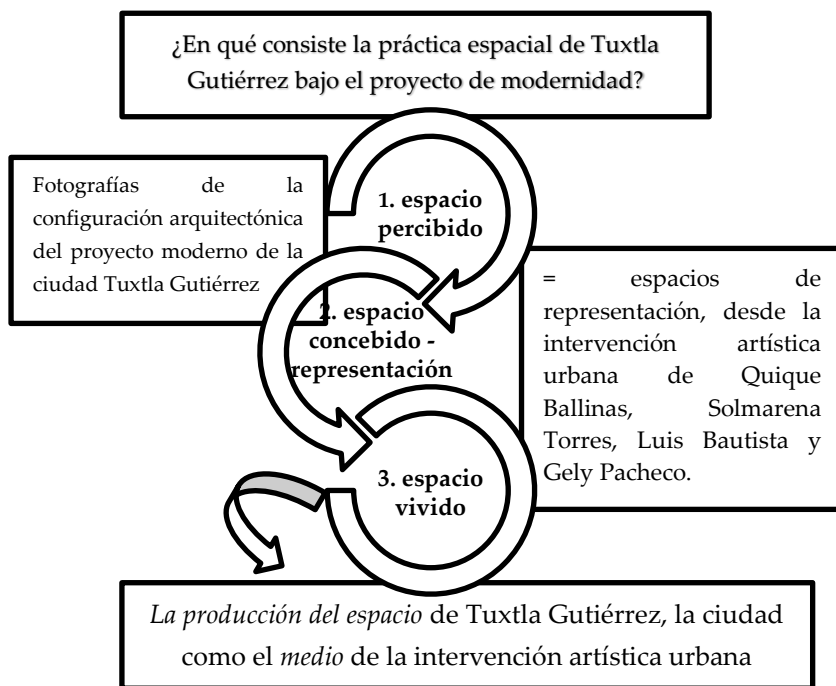 ¿En qué consiste la práctica espacial de Tuxtla
Gutiérrez bajo el proyecto de modernidad?
Fotografías de la
configuración arquitectónica
del proyecto moderno de la
ciudad Tuxtla Gutiérrez
1. espacio
percibido
2. espacio
concebido -
representación
= espacios de
representación, desde la
intervención artística
urbana de Quique
Ballinas, Solmarena
Torres, Luis Bautista y
Gely Pacheco.
3. espacio
vivido
La producción del espacio de Tuxtla Gutiérrez, la ciudad
como el medio de la intervención artística urbana